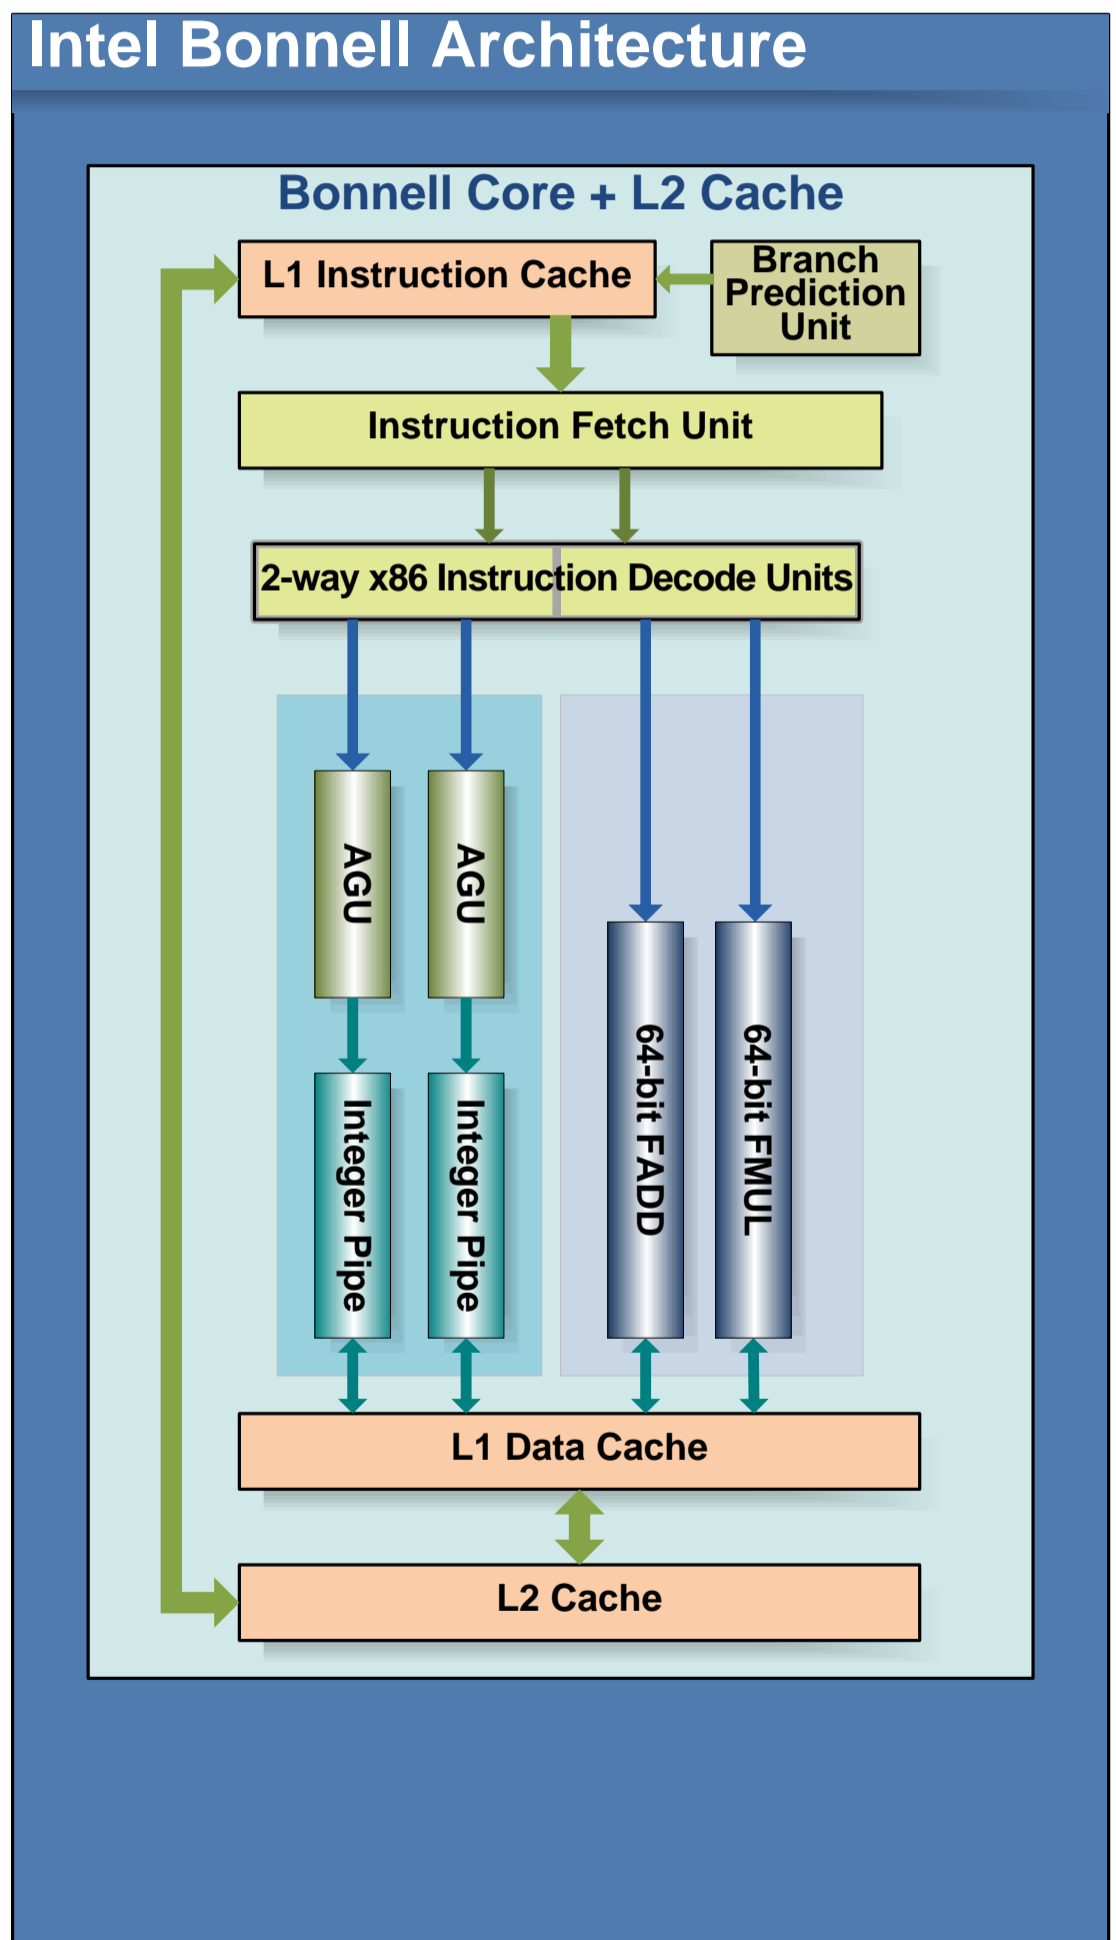 Intel Bonnell Architecture
Bonnell Core + L2 Cache
L1 Instruction Cache
Branch
Prediction
Unit
Instruction Fetch Unit
2-way x86 Instruction Decode Units
AGU
AGU
Integer Pipe
Integer Pipe
64-bit FADD
64-bit FMUL
L1 Data Cache
L2 Cache